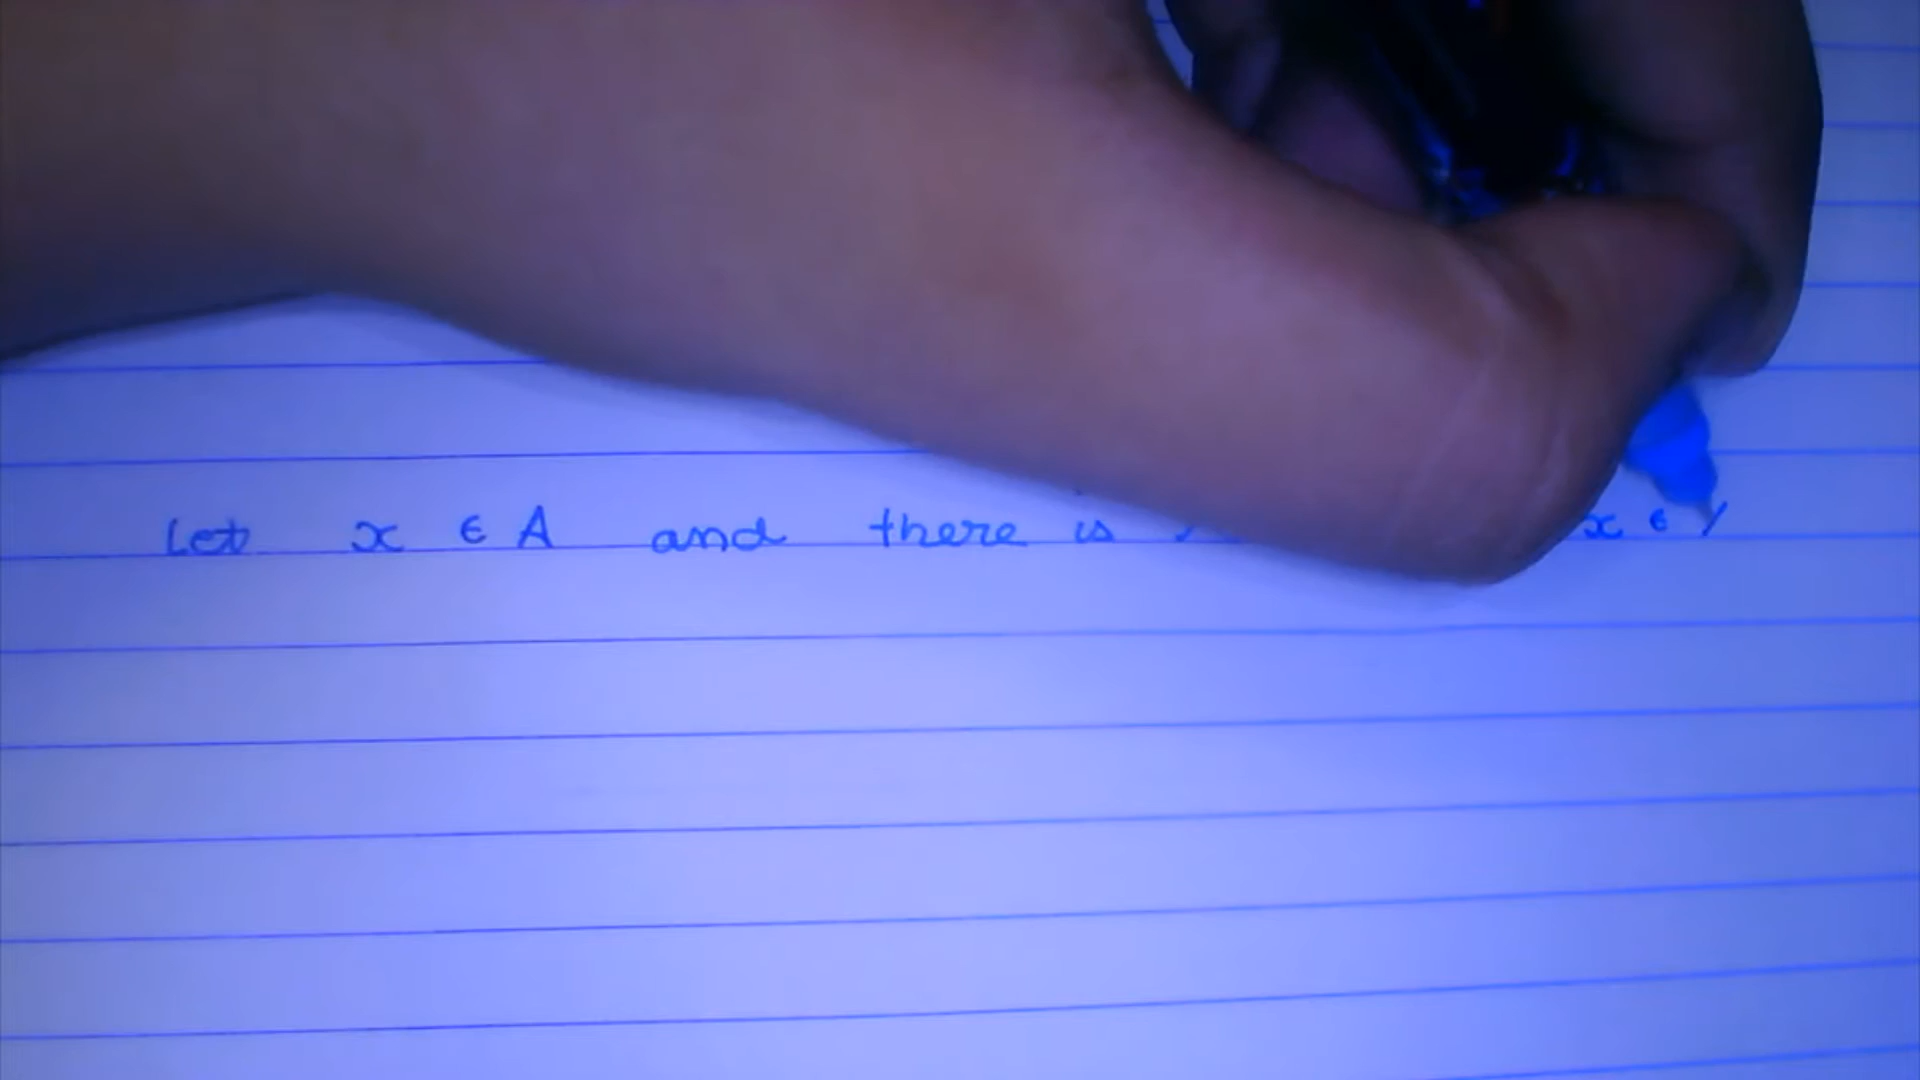 Let x ∈ A and there is x ∈ Y